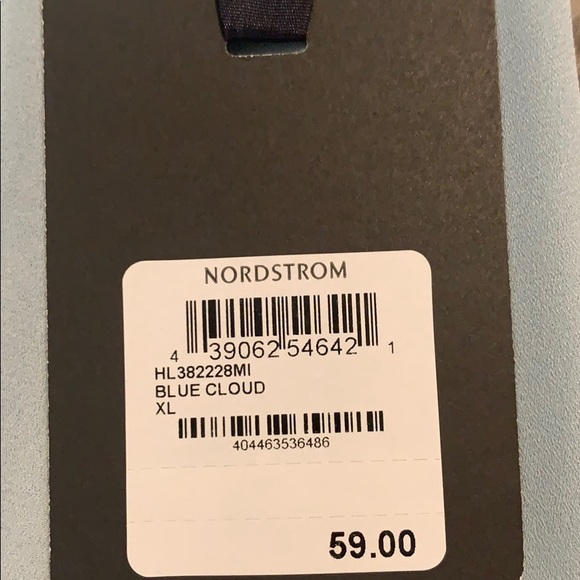 NORDSTROM
4 39062 54642 1
HL382228MI
BLUE CLOUD
XL
404463536486
59.00